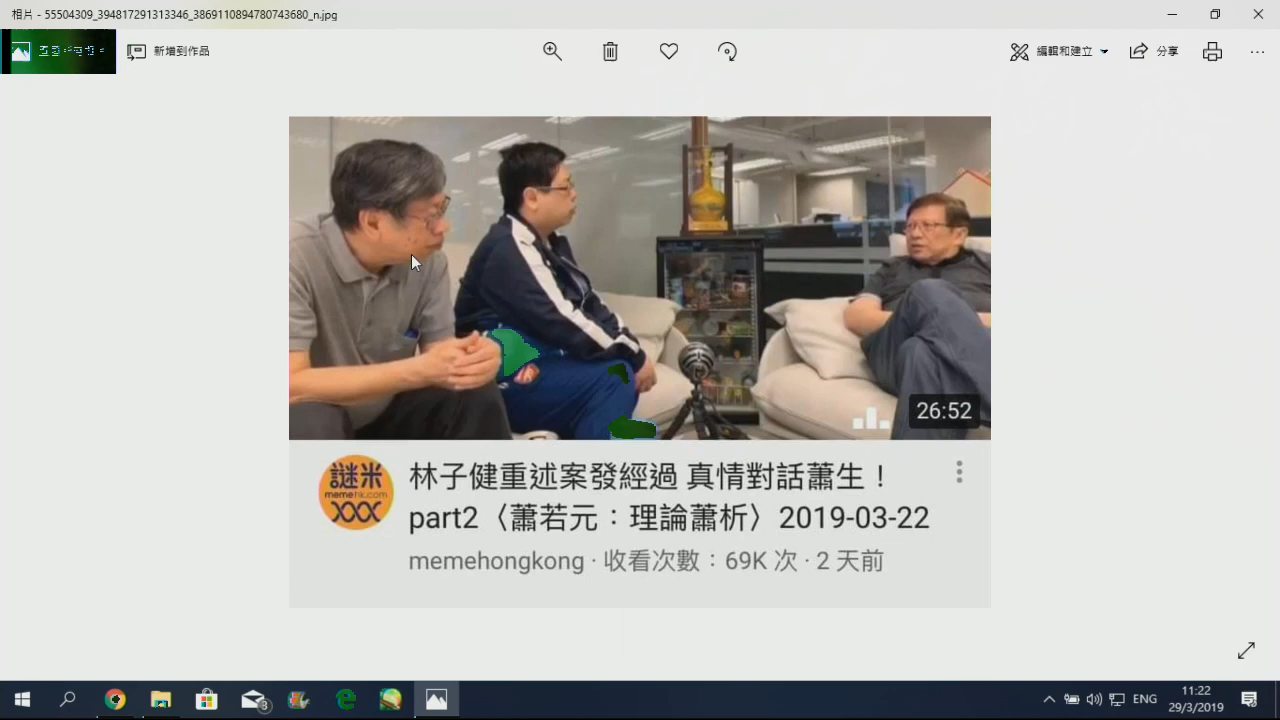 相片 - 55504309_394817291313346_3869110894780743680_n.jpg
新增到作品
編輯和建立
分享
26:52
謎米
memehk.com
林子健重述案發經過 真情對話蕭生！
part2〈蕭若元：理論蕭析〉2019-03-22
memehongkong · 收看次數：69K 次 · 2 天前
3
ENG
11:22
29/3/2019